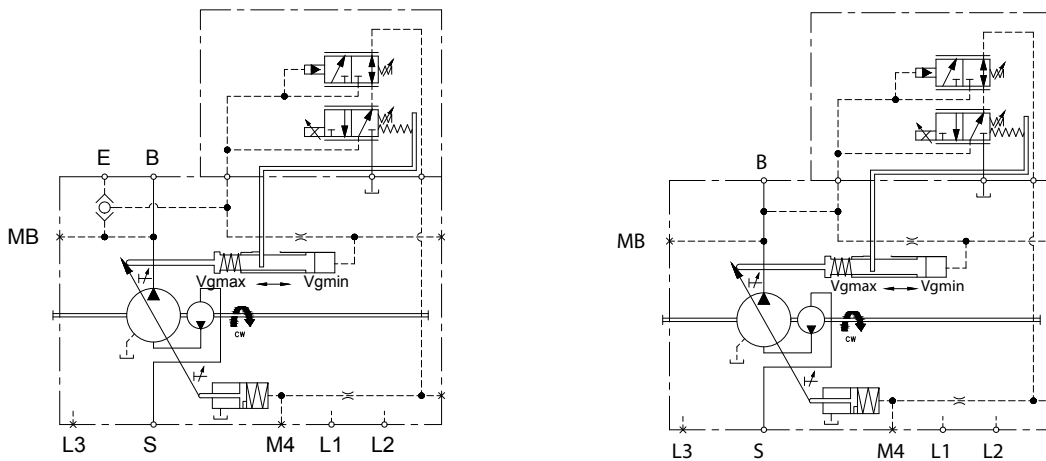 E B
MB
Vgmax Vgmin
CW
L3 S M4 L1 L2
B
MB
Vgmax Vgmin
CW
L3 S M4 L1 L2